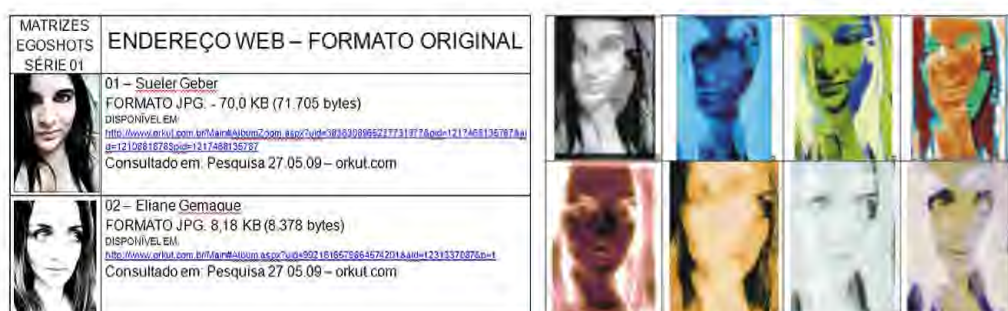 MATRIZES
EGOSHOTS
SÉRIE 01
ENDEREÇO WEB – FORMATO ORIGINAL
01 – Sueler Geber
FORMATO JPG. - 70,0 KB (71.705 bytes)
DISPONÍVEL EM:
Consultado em: Pesquisa 27.05.09 – orkut.com
02 – Eliane Gemaque
FORMATO JPG. 8,18 KB (8.378 bytes)
DISPONÍVEL EM:
Consultado em: Pesquisa 27.05.09 – orkut.com